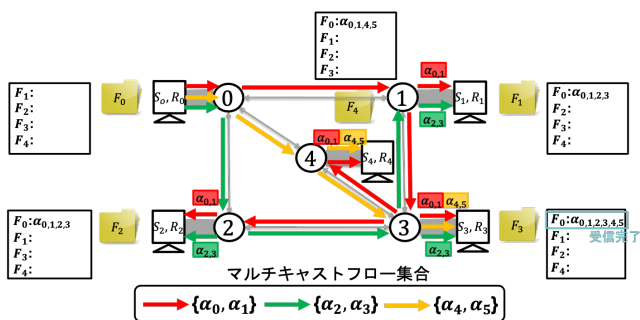 F₀:α₀,₁,₄,₅
F₁:
F₂:
F₃:
F₁:
F₂:
F₃:
F₄:
F₀
Sₒ, R₀
0
F₄
1
α₀,₁
S₁, R₁
α₂,₃
F₁
F₀:α₀,₁,₂,₃
F₂:
F₃:
F₄:
4
α₀,₁
α₄,₅
S₄, R₄
F₀:α₀,₁,₂,₃
F₁:
F₃:
F₄:
F₂
α₀,₁
S₂, R₂
α₂,₃
2
3
α₀,₁
α₄,₅
S₃, R₃
α₂,₃
F₃
F₀:α₀,₁,₂,₃,₄,₅
F₁:
受信完了
F₂:
F₄:
マルチキャストフロー集合
{α₀, α₁}
{α₂, α₃}
{α₄, α₅}